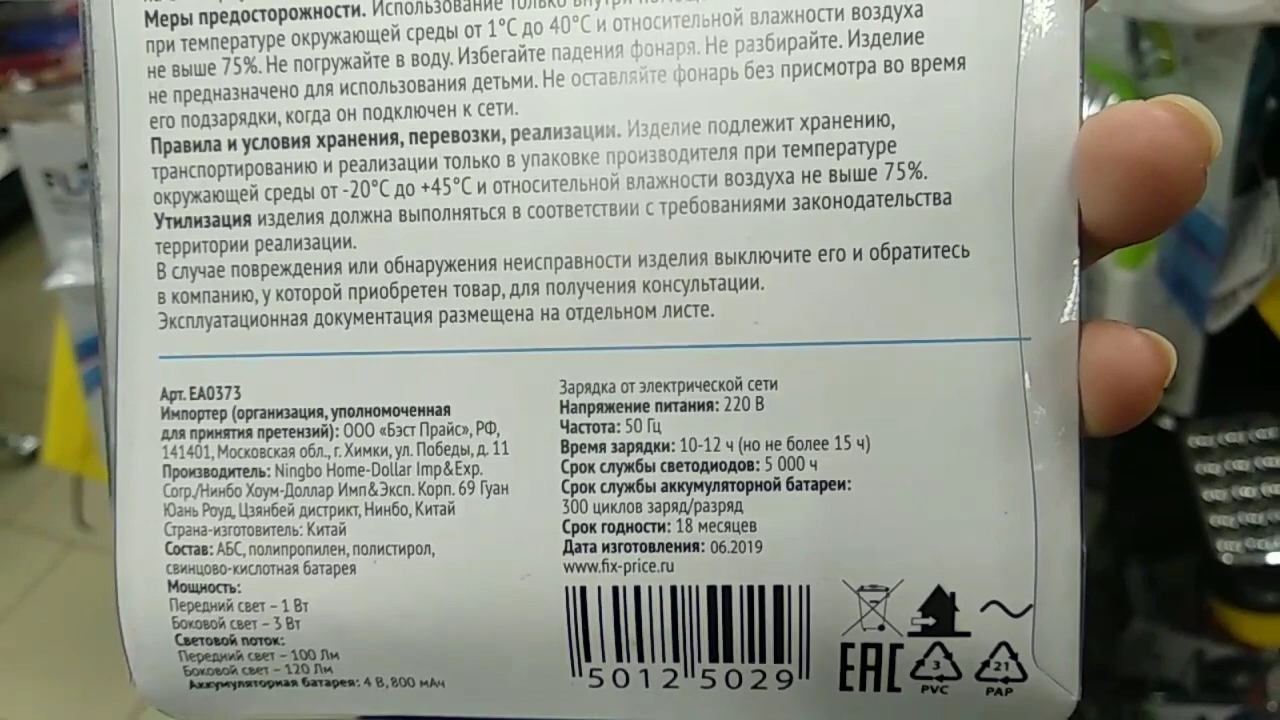 Меры предосторожности. Использование только внутри
при температуре окружающей среды от 1°С до 40°С и относительной влажности воздуха
не выше 75%. Не погружайте в воду. Избегайте падения фонаря. Не разбирайте. Изделие
не предназначено для использования детьми. Не оставляйте фонарь без присмотра во время
его подзарядки, когда он подключен к сети.
Правила и условия хранения, перевозки, реализации. Изделие подлежит хранению,
транспортированию и реализации только в упаковке производителя при температуре
окружающей среды от -20°С до +45°С и относительной влажности воздуха не выше 75%.
Утилизация изделия должна выполняться в соответствии с требованиями законодательства
территории реализации.
В случае повреждения или обнаружения неисправности изделия выключите его и обратитесь
в компанию, у которой приобретен товар, для получения консультации.
Эксплуатационная документация размещена на отдельном листе.
Арт. EA0373
Импортер (организация, уполномоченная
для принятия претензий): ООО «Бэст Прайс», РФ,
141401, Московская обл., г. Химки, ул. Победы, д. 11
Производитель: Ningbo Home-Dollar Imp&Exp.
Corp./Нинбо Хоум-Доллар Имп&Эксп. Корп. 69 Гуан
Юань Роуд, Цзянбей дистрикт, Нинбо, Китай
Страна-изготовитель: Китай
Состав: АБС, полипропилен, полистирол,
свинцово-кислотная батарея
Мощность:
Передний свет – 1 Вт
Боковой свет – 3 Вт
Световой поток:
Передний свет – 100 Лм
Боковой свет – 120 Лм
Аккумуляторная батарея: 4 В, 800 мАч
Зарядка от электрической сети
Напряжение питания: 220 В
Частота: 50 Гц
Время зарядки: 10-12 ч (но не более 15 ч)
Срок службы светодиодов: 5 000 ч
Срок службы аккумуляторной батареи:
300 циклов заряд/разряд
Срок годности: 18 месяцев
Дата изготовления: 06.2019
www.fix-price.ru
5012 5029
EAC
3
PVC
21
PAP